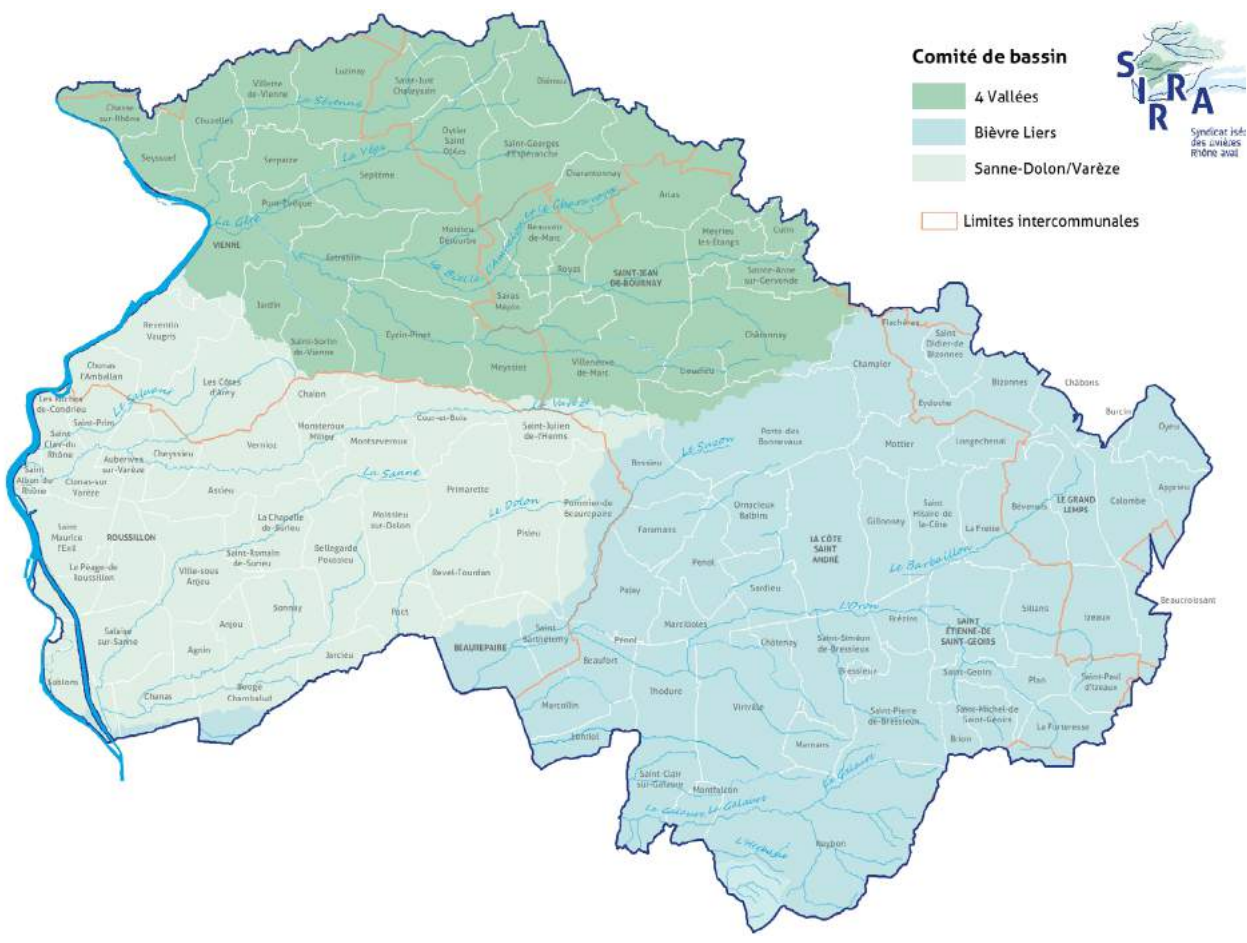 Comité de bassin
4 Vallées
Bièvre Liers
Sanne-Dolon/Varèze
Limites intercommunales
SIRRA
Rhône aval
Chasse
sur-Rhône
Seyssuel
Chuzelles
Villette
de-Vienne
Luzinay
La Sévenne
Saint-Just
Chaleyssin
Diémoz
Serpaize
La Véga
Septème
Oytier
Saint
Oblas
Saint-Georges
d'Espéranche
Charantonnay
Artas
Pont-Évêque
La Gère
VIENNE
Estrablin
Moidieu
Détourbe
Beauvoir
de-Marc
Royas
SAINT-JEAN
DE-BOURNAY
Meyrieu
les-Étangs
Culin
Sainte-Anne
sur-Gervonde
Jardin
Savas
Mépin
Eyzin-Pinet
Saint-Sorlin
de-Vienne
Meyssiez
Villeneuve
de-Marc
Châtonnay
Lieudieu
Reventin
Vaugris
Chonas
l'Amballan
Les Côtes
d'Arey
Les Roches
de-Condrieu
Saint-Prim
Saint
Clair-du
Rhône
Saint
Alban du
Rhône
Clonas-sur
Varèze
Auberives
sur-Varèze
Cheyssieu
Vernioz
Chalon
Monsteroux
Milieu
Montseveroux
Cour-et-Buis
Saint-Julien
de-l'Herms
Assieu
La Sanne
Primarette
Le Dolon
Pommier-de
Beaurepaire
Pisieu
Saint
Maurice
l'Exil
ROUSSILLON
Le Péage-de
Roussillon
La Chapelle
de-Surieu
Saint-Romain
de-Surieu
Moissieu
sur-Dolon
Bellegarde
Poussieu
Revel-Tourdan
Ville-sous
Anjou
Sonnay
Anjou
Agnin
Pact
Jarcieu
Salaise
sur-Sanne
Sablons
Chanas
Bougé
Chambalud
BEAUREPAIRE
Saint
Barthélemy
Bossieu
Le Suzon
Porte des
Bonnevaux
Champier
Flachères
Saint
Didier-de
Bizonnes
Bizonnes
Eydoche
Chabons
Burcin
Oyeu
Apprieu
Mottier
Longechenal
Faramans
Ornacieux
Balbins
Penol
LA CÔTE
SAINT
ANDRÉ
Gillonnay
Saint
Hilaire de
la-Côte
La Frette
Bévenais
LE GRAND
LEMPS
Colombe
Le Barbaillon
Beaucroissant
Pajay
Sardieu
Marcilloles
L'Oron
Brézins
Sillans
Izeaux
SAINT
ÉTIENNE-DE
SAINT-GEOIRS
Beaufort
Châtenay
Saint-Siméon
de-Bressieux
Bressieux
Saint-Geoirs
Plan
Saint-Paul
d'Izeaux
Thodure
Viriville
Marcollin
Lentiol
Marnans
Saint-Pierre
de-Bressieux
Saint-Michel-de
Saint-Geoirs
Brion
La Forteresse
Saint-Clair
sur-Galaure
Montfalcon
La Galaure
La Galaure
La Galaure
Roybon